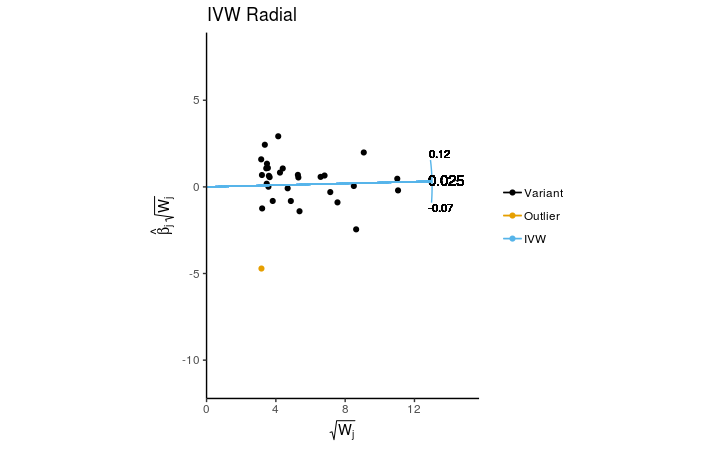 IVW Radial
5
0
-5
-10
β̂j√Wj
0.12
0.025
-0.07
0
4
8
12
√Wj
Variant
Outlier
IVW